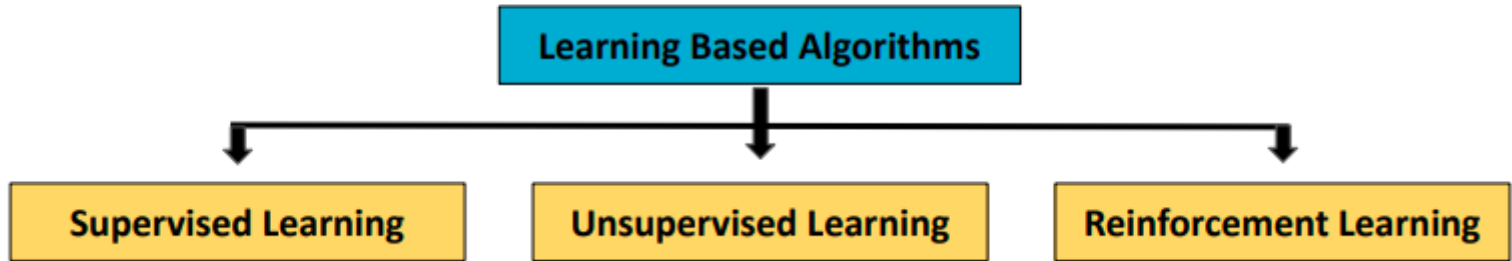 Learning Based Algorithms
Supervised Learning
Unsupervised Learning
Reinforcement Learning